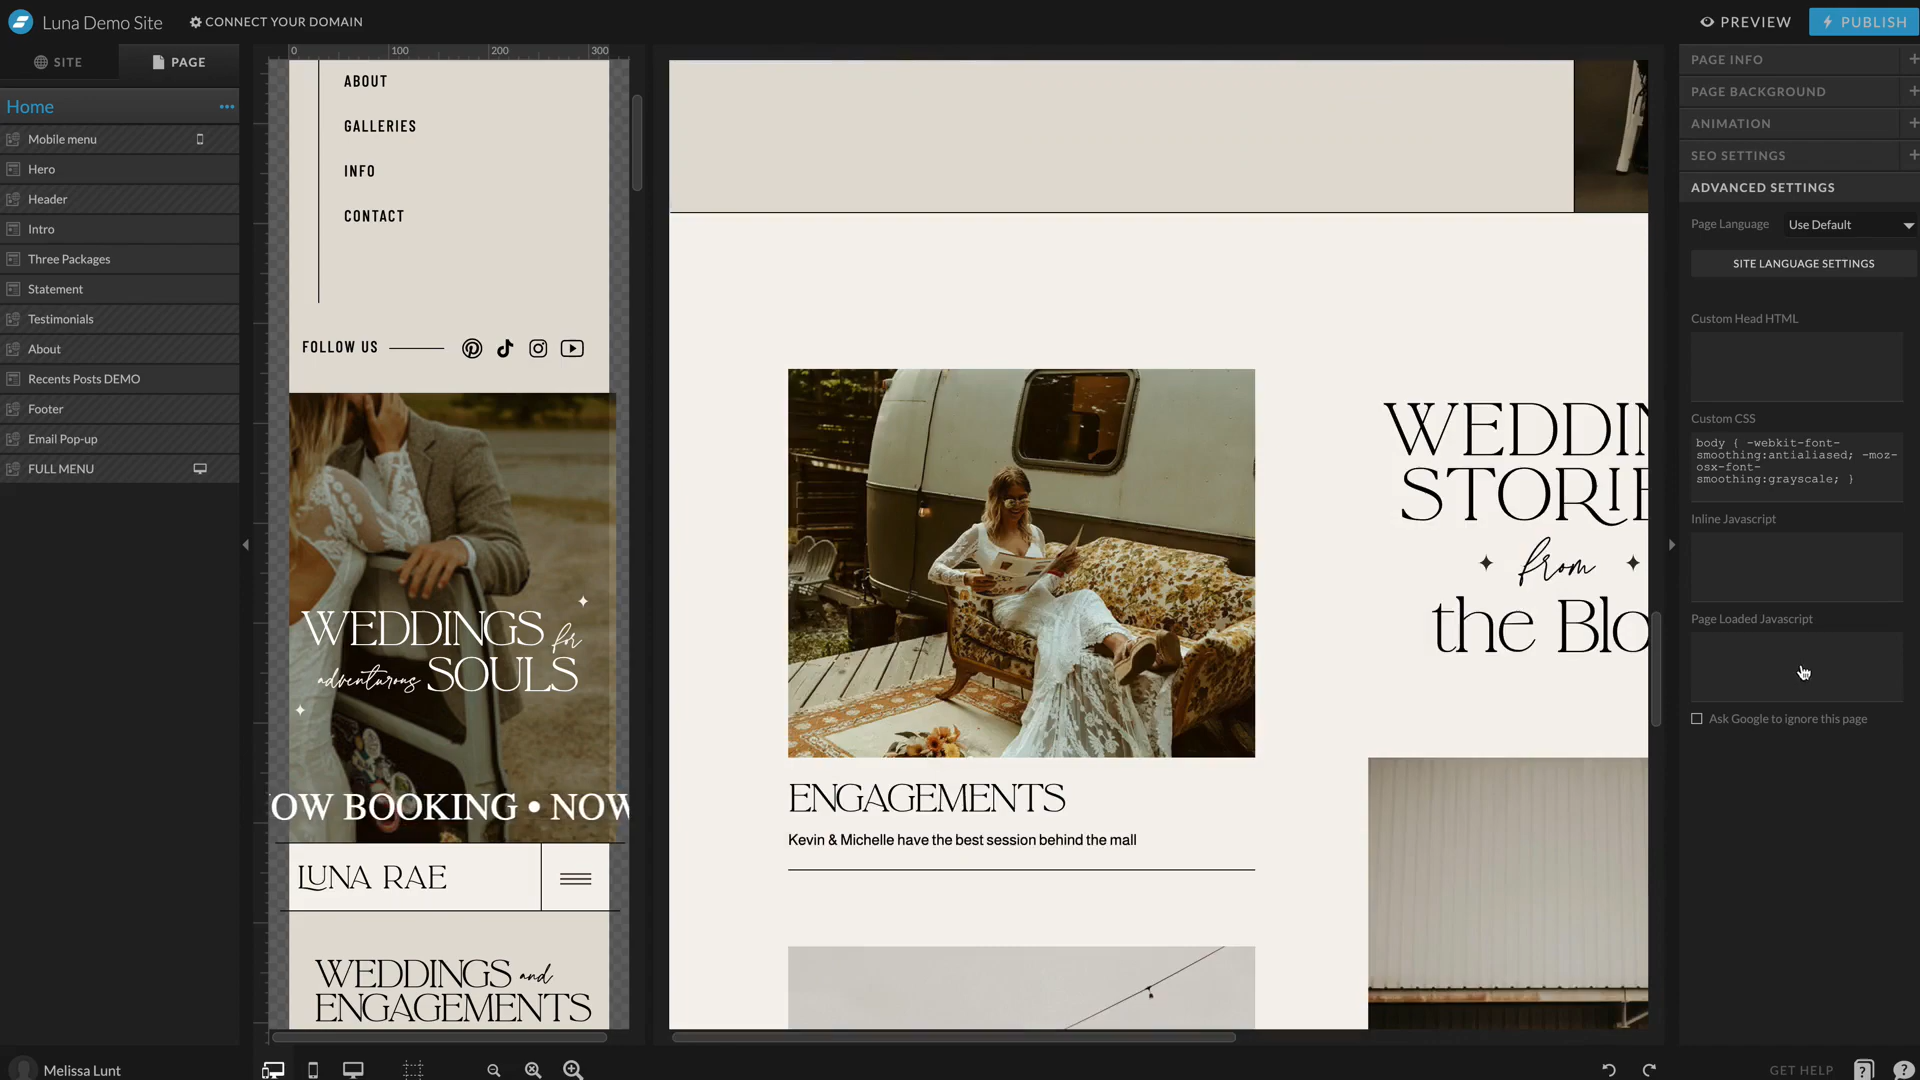 Luna Demo Site
CONNECT YOUR DOMAIN
PREVIEW
PUBLISH
SITE
PAGE
Home
Mobile menu
Hero
Header
Intro
Three Packages
Statement
Testimonials
About
Recents Posts DEMO
Footer
Email Pop-up
FULL MENU
Melissa Lunt
0 100 200 300
ABOUT
GALLERIES
INFO
CONTACT
FOLLOW US
WEDDINGS for
adventurous SOULS
OW BOOKING • NOW
LUNA RAE
WEDDINGS and
ENGAGEMENTS
ENGAGEMENTS
Kevin & Michelle have the best session behind the mall
WEDDIN
STORIE
from
the Blo
PAGE INFO
PAGE BACKGROUND
ANIMATION
SEO SETTINGS
ADVANCED SETTINGS
Page Language Use Default
SITE LANGUAGE SETTINGS
Custom Head HTML
Custom CSS
body { -webkit-font-
smoothing:antialiased; -moz-
osx-font-
smoothing:grayscale; }
Inline Javascript
Page Loaded Javascript
Ask Google to ignore this page
GET HELP